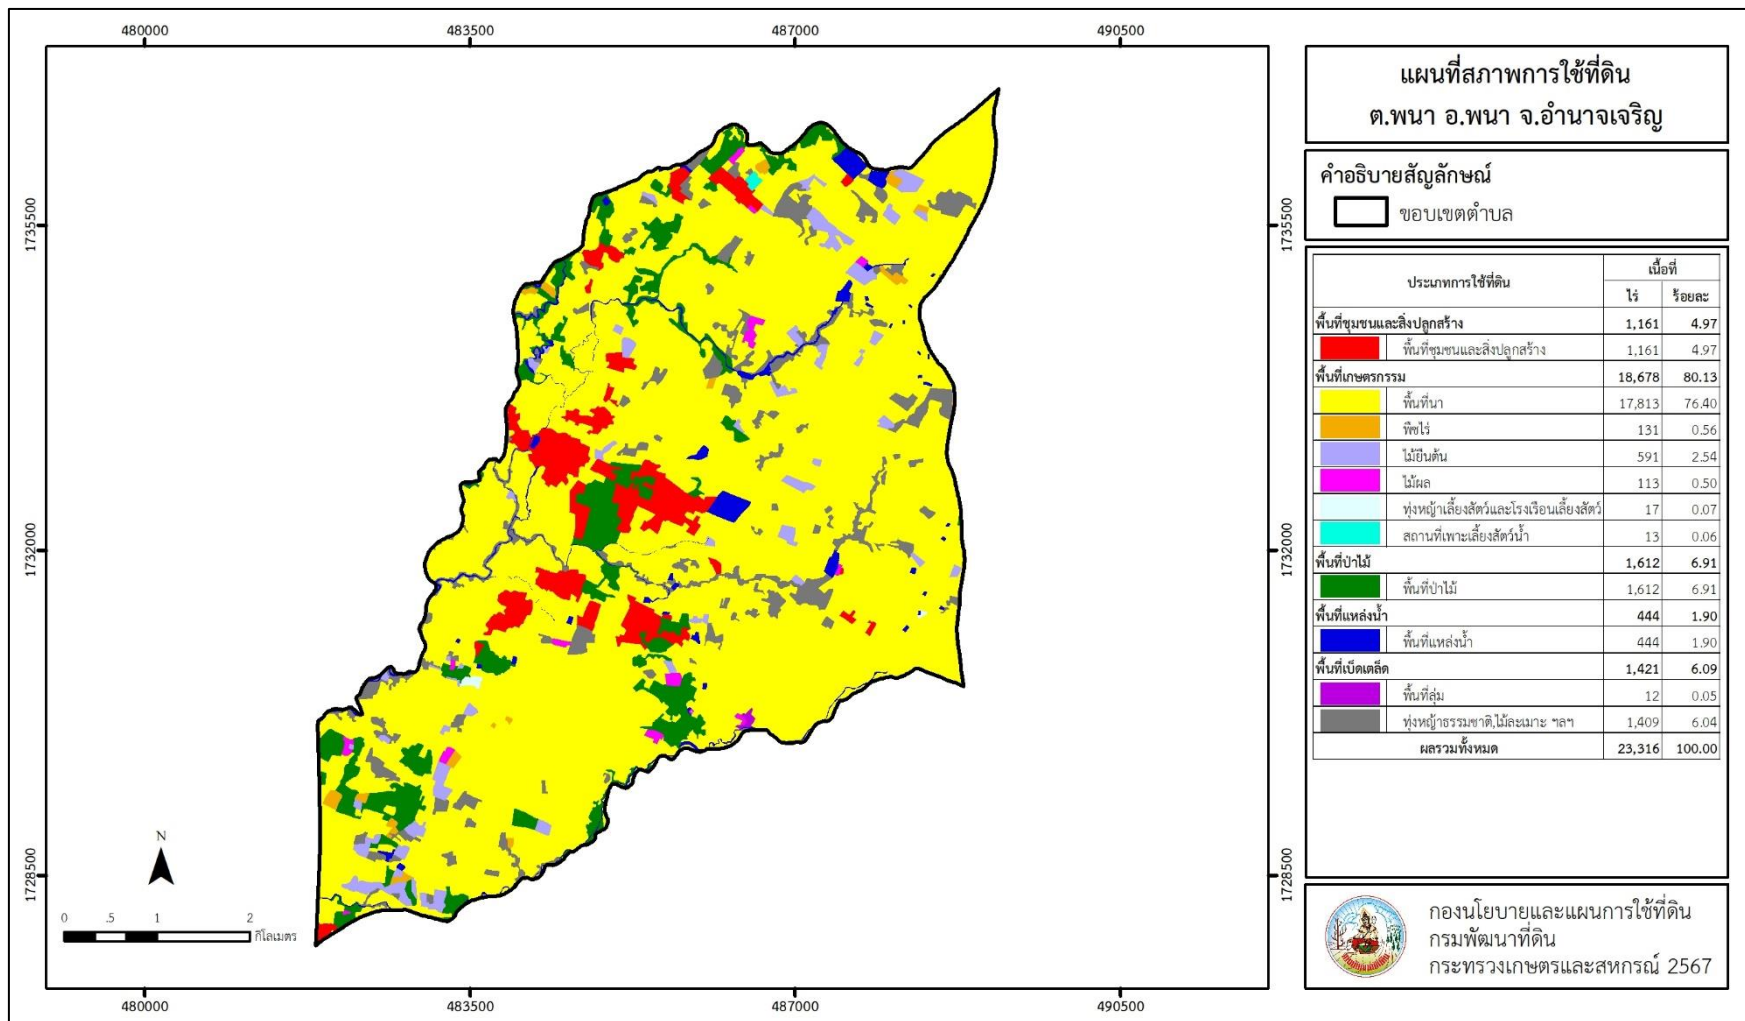 480000
483500
487000
490500
1735500
1732000
1728500
1735500
1732000
1728500
N
0 .5 1 2
กิโลเมตร
480000
483500
487000
490500
แผนที่สภาพการใช้ที่ดิน
ต.พนา อ.พนา จ.อำนาจเจริญ
คำอธิบายสัญลักษณ์
ขอบเขตตำบล
ประเภทการใช้ที่ดิน เนื้อที่
ไร่ ร้อยละ
พื้นที่ชุมชนและสิ่งปลูกสร้าง 1,161 4.97
พื้นที่ชุมชนและสิ่งปลูกสร้าง 1,161 4.97
พื้นที่เกษตรกรรม 18,678 80.13
พื้นที่นา 17,813 76.40
พืชไร่ 131 0.56
ไม้ยืนต้น 591 2.54
ไม้ผล 113 0.50
ทุ่งหญ้าเลี้ยงสัตว์และโรงเรือนเลี้ยงสัตว์ 17 0.07
สถานที่เพาะเลี้ยงสัตว์น้ำ 13 0.06
พื้นที่ป่าไม้ 1,612 6.91
พื้นที่ป่าไม้ 1,612 6.91
พื้นที่แหล่งน้ำ 444 1.90
พื้นที่แหล่งน้ำ 444 1.90
พื้นที่เบ็ดเตล็ด 1,421 6.09
พื้นที่ลุ่ม 12 0.05
ทุ่งหญ้าธรรมชาติ,ไม้ละเมาะ ฯลฯ 1,409 6.04
ผลรวมทั้งหมด 23,316 100.00
กองนโยบายและแผนการใช้ที่ดิน
กรมพัฒนาที่ดิน
กระทรวงเกษตรและสหกรณ์ 2567